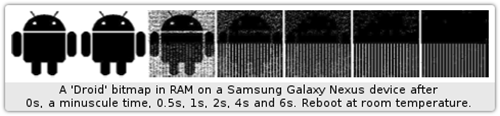 A 'Droid' bitmap in RAM on a Samsung Galaxy Nexus device after
0s, a minuscule time, 0.5s, 1s, 2s, 4s and 6s. Reboot at room temperature.